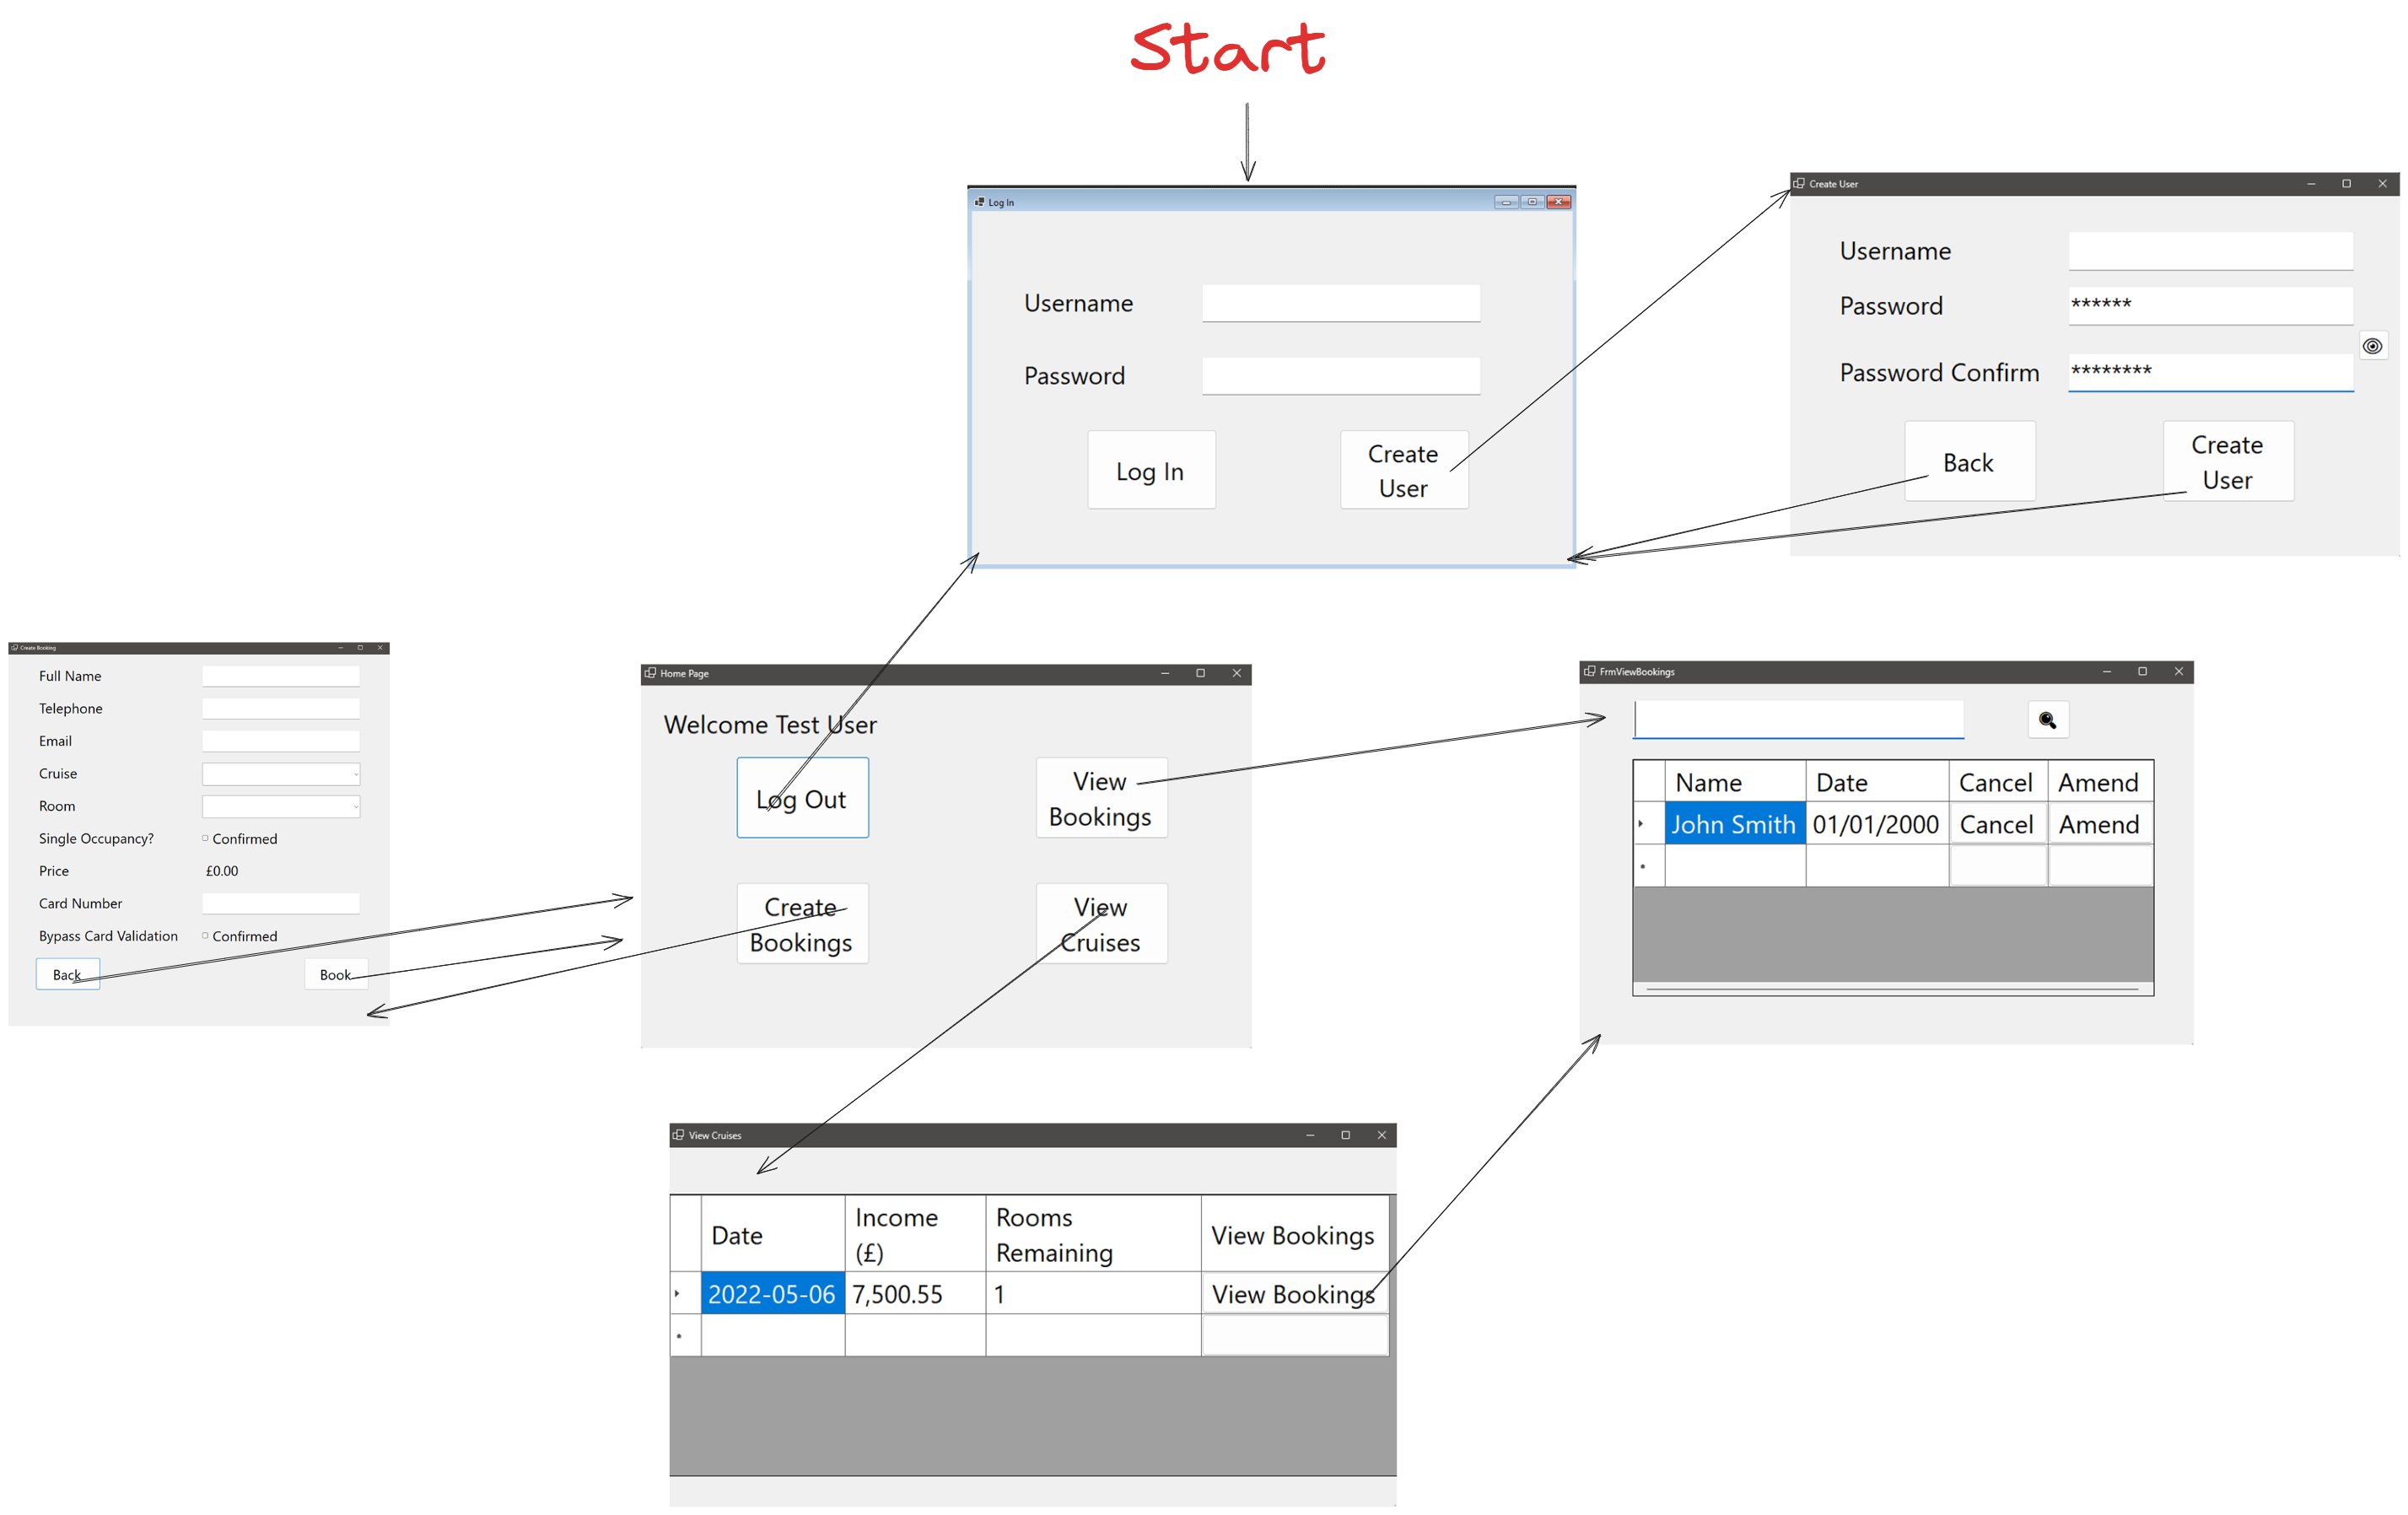 Start
Log In
Username
Password
Log In
Create
User
Create User
Username
Password
******
Password Confirm
********
Back
Create
User
Create Booking
Full Name
Telephone
Email
Cruise
Room
Single Occupancy?
Confirmed
Price
£0.00
Card Number
Bypass Card Validation
Confirmed
Back
Book
Home Page
Welcome Test User
Log Out
View
Bookings
Create
Bookings
View
Cruises
FrmViewBookings
Name Date Cancel Amend
John Smith 01/01/2000 Cancel Amend
View Cruises
Date
Income
(£)
Rooms
Remaining
View Bookings
2022-05-06 7,500.55 1 View Bookings